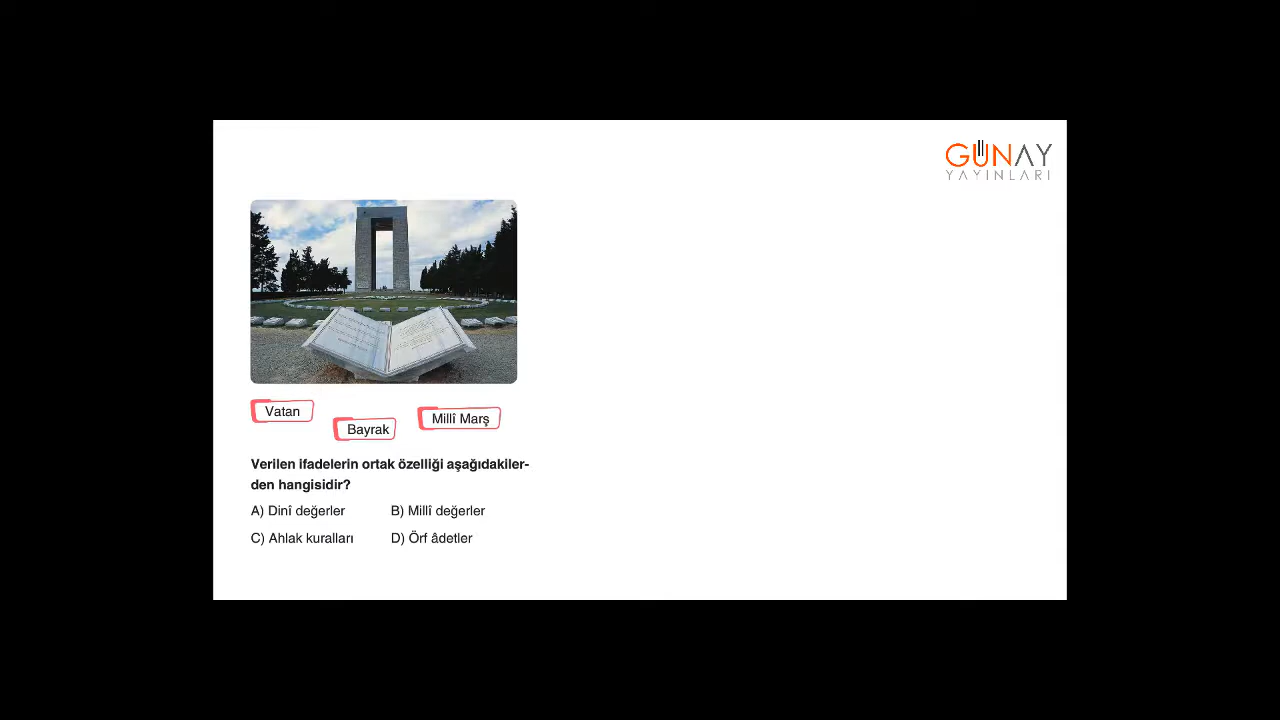 GÜNAY
YAYINLARI
Vatan
Bayrak
Millî Marş
Verilen ifadelerin ortak özelliği aşağıdakiler-
den hangisidir?
A) Dinî değerler B) Millî değerler
C) Ahlak kuralları D) Örf âdetler